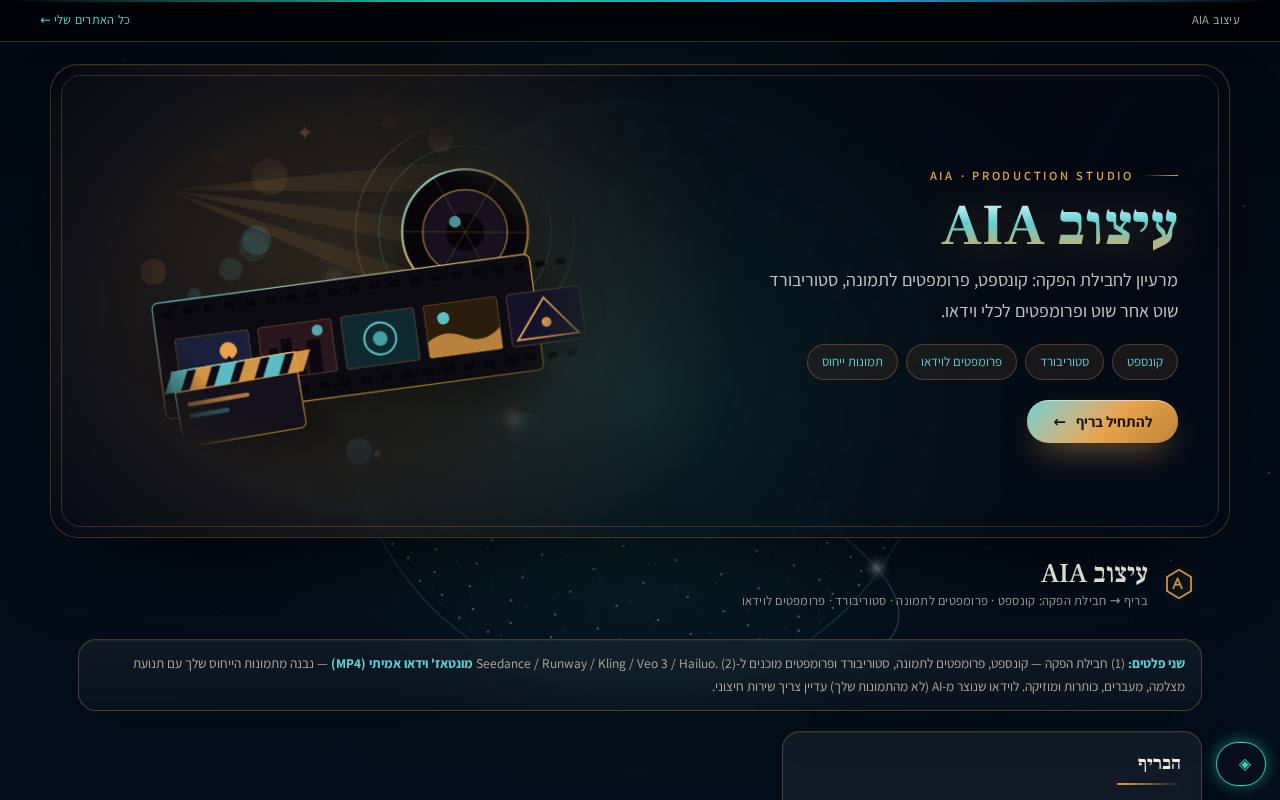 עיצוב AIA
כל האתרים שלי ←
AIA · PRODUCTION STUDIO
עיצוב AIA
מרעיון לחבילת הפקה: קונספט, פרומפטים לתמונה, סטוריבורד
שוט אחר שוט ופרומפטים לכלי וידאו.
קונספט
סטוריבורד
פרומפטים לוידאו
תמונות ייחוס
להתחיל בריף ←
עיצוב AIA
בריף → חבילת הפקה: קונספט · פרומפטים לתמונה · סטוריבורד · פרומפטים לוידאו
שני פלטים: (1) חבילת הפקה — קונספט, פרומפטים לתמונה, סטוריבורד ופרומפטים מוכנים ל-Seedance / Runway / Kling / Veo 3 / Hailuo. (2) מונטאז' וידאו אמיתי (MP4) — נבנה מתמונות הייחוס שלך עם תנועת
מצלמה, מעברים, כותרות ומוזיקה. לוידאו שנוצר מ-AI (לא מהתמונות שלך) עדיין צריך שירות חיצוני.
הבריף